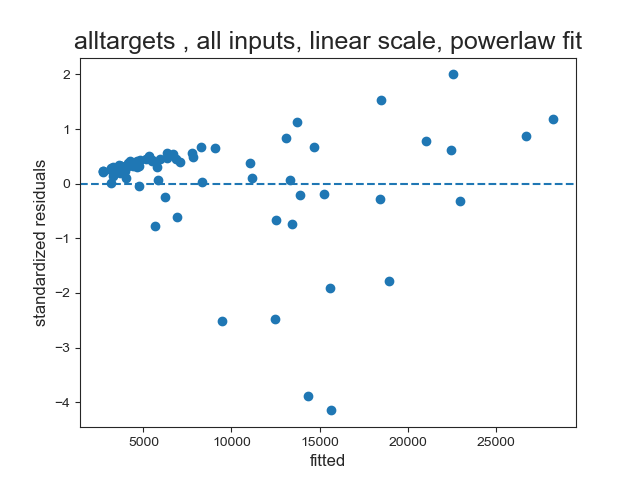 alltargets , all inputs, linear scale, powerlaw fit
2
1
0
−1
−2
−3
−4
standardized residuals
5000 10000 15000 20000 25000
fitted